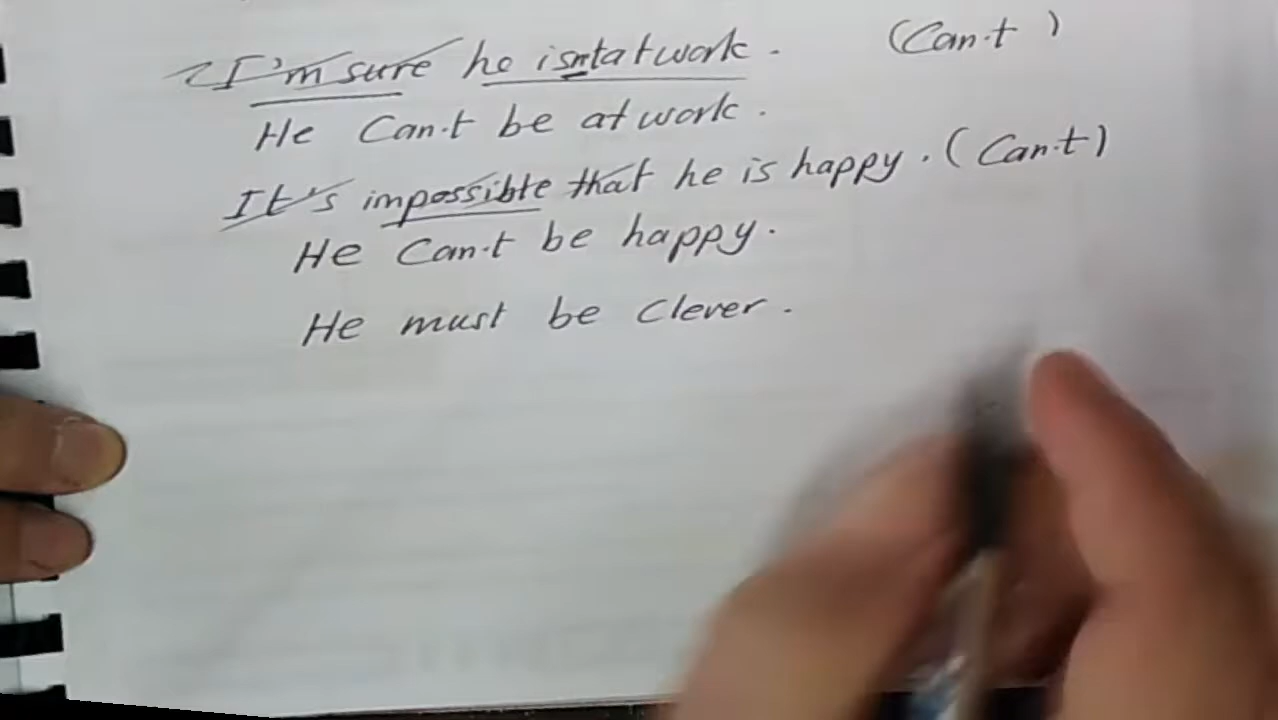 I'm sure he isn't at work. (Can't)
He Can't be at work.
It's impossible that he is happy. (Can't)
He Can't be happy.
He must be Clever.